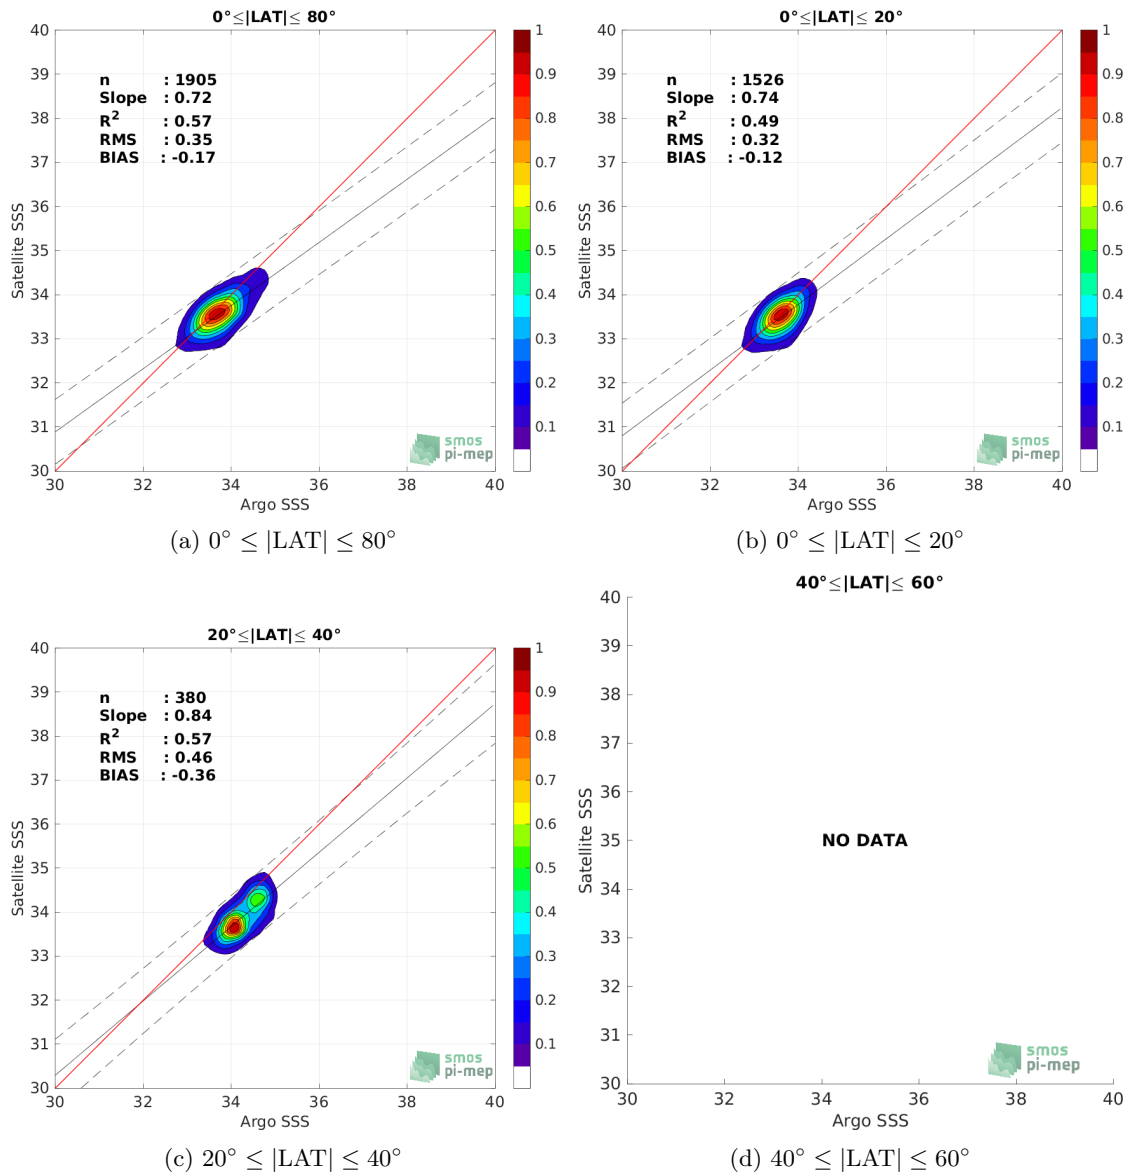 0°≤|LAT|≤ 80°
40
39
38
37
36
35
34
33
32
31
30
Satellite SSS
n : 1905
Slope : 0.72
R² : 0.57
RMS : 0.35
BIAS : -0.17
smos
pi-mep
30 32 34 36 38 40
Argo SSS
1
0.9
0.8
0.7
0.6
0.5
0.4
0.3
0.2
0.1
(a) 0° ≤ |LAT| ≤ 80°
0°≤|LAT|≤ 20°
40
39
38
37
36
35
34
33
32
31
30
Satellite SSS
n : 1526
Slope : 0.74
R² : 0.49
RMS : 0.32
BIAS : -0.12
smos
pi-mep
30 32 34 36 38 40
Argo SSS
1
0.9
0.8
0.7
0.6
0.5
0.4
0.3
0.2
0.1
(b) 0° ≤ |LAT| ≤ 20°
20°≤|LAT|≤ 40°
40
39
38
37
36
35
34
33
32
31
30
Satellite SSS
n : 380
Slope : 0.84
R² : 0.57
RMS : 0.46
BIAS : -0.36
smos
pi-mep
30 32 34 36 38 40
Argo SSS
1
0.9
0.8
0.7
0.6
0.5
0.4
0.3
0.2
0.1
(c) 20° ≤ |LAT| ≤ 40°
40°≤|LAT|≤ 60°
40
39
38
37
36
35
34
33
32
31
30
Satellite SSS
NO DATA
smos
pi-mep
30 32 34 36 38 40
Argo SSS
(d) 40° ≤ |LAT| ≤ 60°